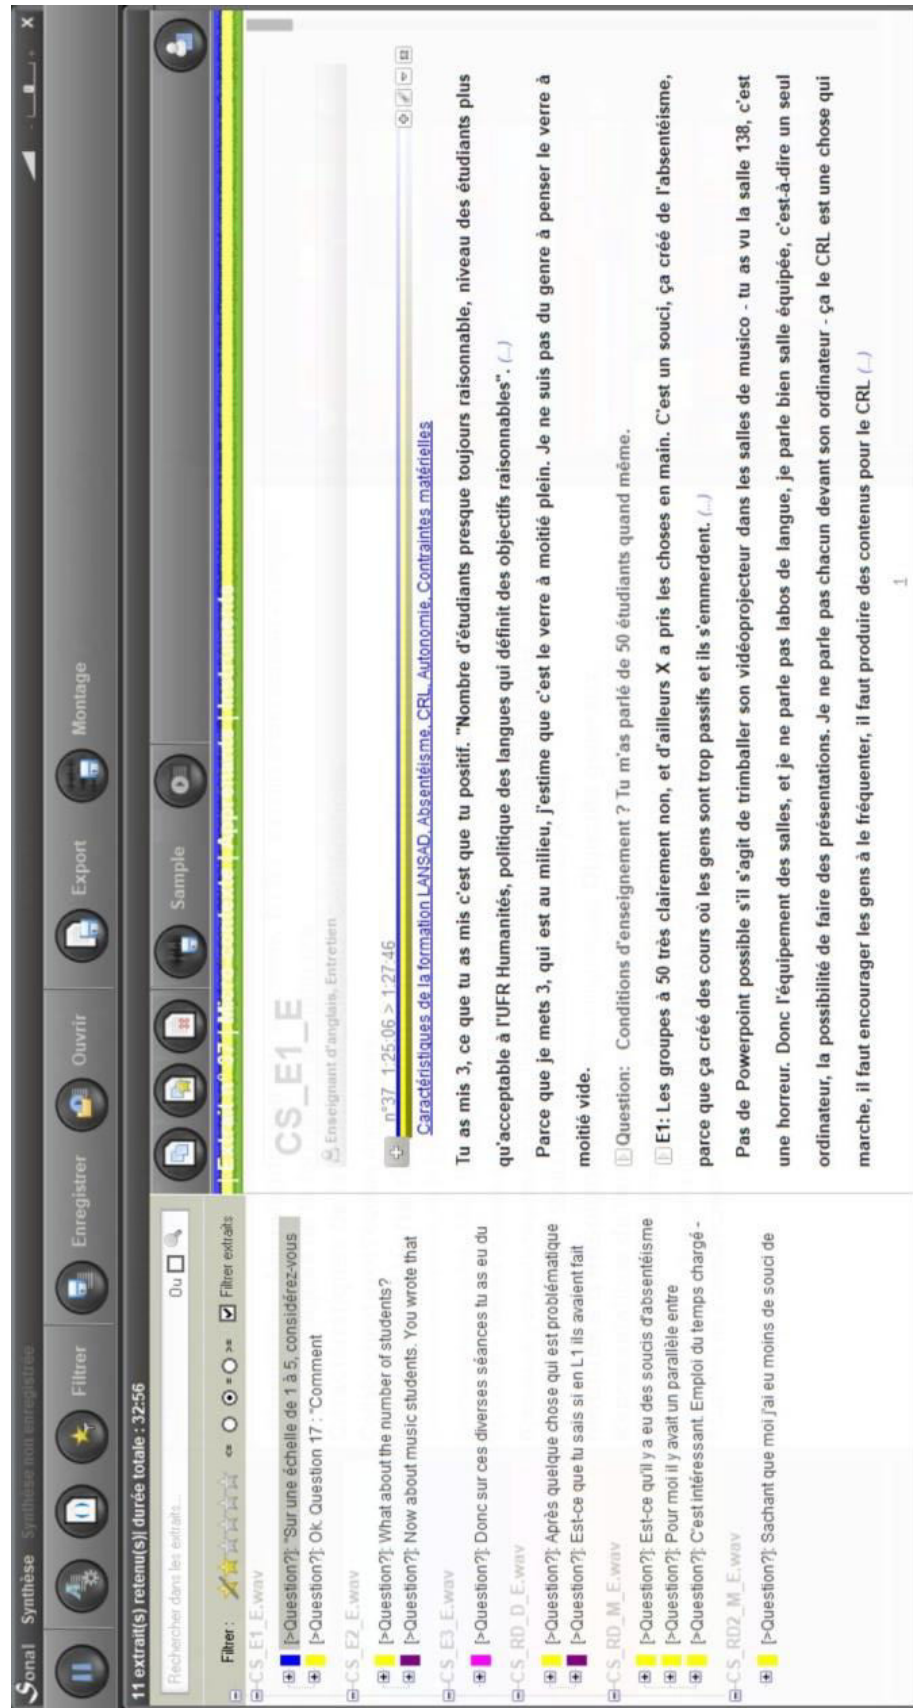 Sonal Synthèse Synthèse non enregistrée
Filtrer
Enregistrer
Ouvrir
Export
Montage
11 extrait(s) retenu(s)| durée totale : 32:56
Rechercher dans les extraits...
Ou
Sample
Filtrer :
<= = >=
Filtrer extraits
CS_E1_E.wav
[>Question?]: "Sur une échelle de 1 à 5, considérez-vous
[>Question?]: Ok. Question 17 : "Comment
CS_E2_E.wav
[>Question?]: What about the number of students?
[>Question?]: Now about music students. You wrote that
CS_E3_E.wav
[>Question?]: Donc sur ces diverses séances tu as eu du
CS_RD_D_E.wav
[>Question?]: Après quelque chose qui est problématique
[>Question?]: Est-ce que tu sais si en L1 ils avaient fait
CS_RD_M_E.wav
[>Question?]: Est-ce qu'il y a eu des soucis d'absentéisme
[>Question?]: Pour moi il y avait un parallèle entre
[>Question?]: C'est intéressant. Emploi du temps chargé -
CS_RD2_M_E.wav
[>Question?]: Sachant que moi j'ai eu moins de souci de
| Extrait n° 37 | Micro-contexte | Apprenants | Instruments
CS_E1_E
Enseignant d'anglais, Entretien
n°37 1:25:06 > 1:27:46
Caractéristiques de la formation LANSAD, Absentéisme, CRL, Autonomie, Contraintes matérielles
Tu as mis 3, ce que tu as mis c'est que tu positif. "Nombre d'étudiants presque toujours raisonnable, niveau des étudiants plus
qu'acceptable à l'UFR Humanités, politique des langues qui définit des objectifs raisonnables". (...)
Parce que je mets 3, qui est au milieu, j'estime que c'est le verre à moitié plein. Je ne suis pas du genre à penser le verre à
moitié vide.
Question: Conditions d'enseignement ? Tu m'as parlé de 50 étudiants quand même.
E1: Les groupes à 50 très clairement non, et d'ailleurs X a pris les choses en main. C'est un souci, ça créé de l'absentéisme,
parce que ça créé des cours où les gens sont trop passifs et ils s'emmerdent. (...)
Pas de Powerpoint possible s'il s'agit de trimballer son vidéoprojecteur dans les salles de musico - tu as vu la salle 138, c'est
une horreur. Donc l'équipement des salles, et je ne parle pas labos de langue, je parle bien salle équipée, c'est-à-dire un seul
ordinateur, la possibilité de faire des présentations. Je ne parle pas chacun devant son ordinateur - ça le CRL est une chose qui
marche, il faut encourager les gens à le fréquenter, il faut produire des contenus pour le CRL (...)
1